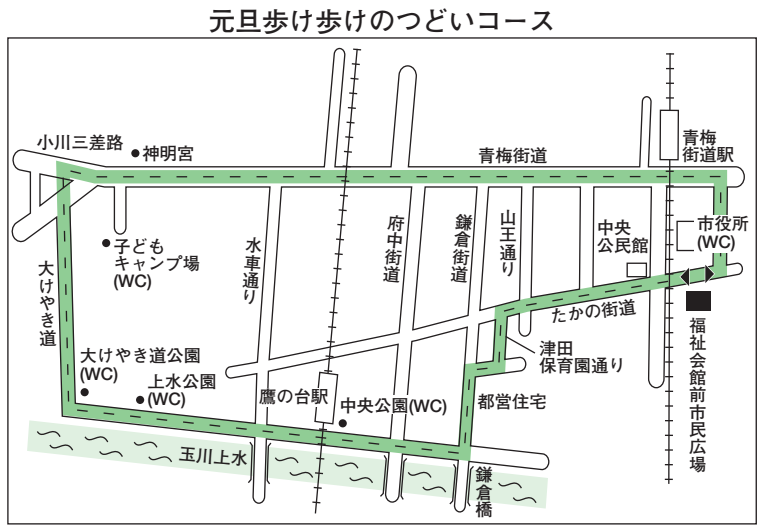 元旦歩け歩けのつどいコース
小川三差路
神明宮
青梅街道
青梅
街道駅
子ども
キャンプ場
(WC)
大けやき道
水車通り
府中街道
鎌倉街道
山王通り
中央
公民館
市役所
(WC)
たかの街道
福祉会館前市民広場
津田
保育園通り
大けやき道公園
(WC)
上水公園
(WC)
鷹の台駅
中央公園(WC)
都営住宅
玉川上水
鎌倉橋